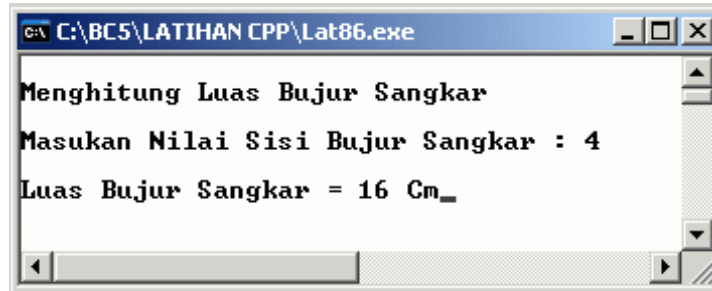 C:\BC5\LATIHAN CPP\Lat86.exe
Menghitung Luas Bujur Sangkar
Masukan Nilai Sisi Bujur Sangkar : 4
Luas Bujur Sangkar = 16 Cm_